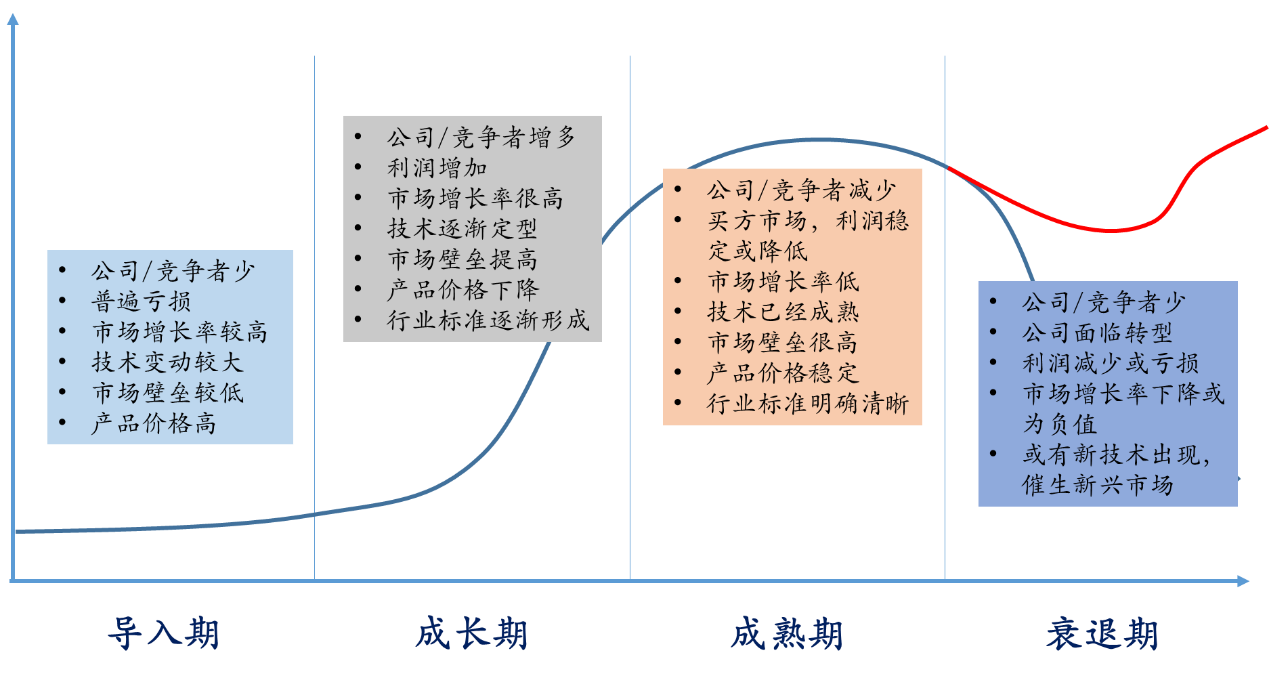 公司/竞争者少
普遍亏损
市场增长率较高
技术变动较大
市场壁垒较低
产品价格高
公司/竞争者增多
利润增加
市场增长率很高
技术逐渐定型
市场壁垒提高
产品价格下降
行业标准逐渐形成
公司/竞争者减少
买方市场，利润稳
定或降低
市场增长率低
技术已经成熟
市场壁垒很高
产品价格稳定
行业标准明确清晰
公司/竞争者少
公司面临转型
利润减少或亏损
市场增长率下降或
为负值
或有新技术出现，
催生新兴市场
导入期
成长期
成熟期
衰退期